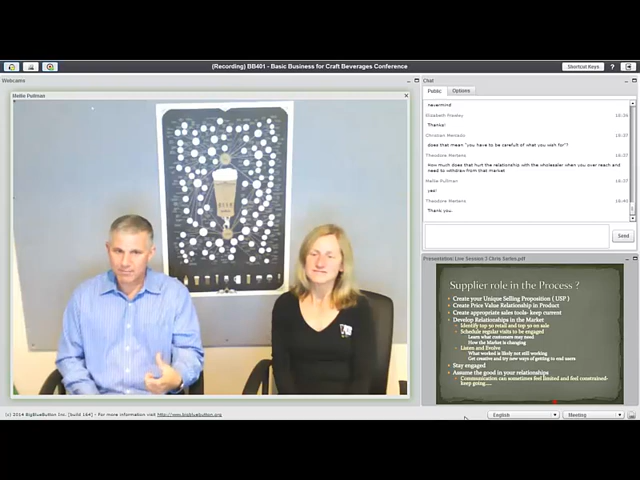 (Recording) BB401 - Basic Business for Craft Beverages Conference
Shortcut Keys
?
Webcams
Mellie Pullman
BEER
Chat
Public
Options
nevermind
Elizabeth Presley
Thanks!
Christian Mercado
does that mean "you have to be carefult of what you wish for"?
Theodore Mertens
How much does that hurt the relationship with the wholesaler when you over reach and
need to withdraw from that market
Mellie Pullman
yes!
Theodore Mertens
Thank you.
Send
Presentation: Live Session 2 Chris Sarles.pdf
Supplier role in the Process ?
Create your Unique Selling Proposition ( USP )
Create Price Value Relationship in Product
Create appropriate sales tools- keep current
Develop Relationships in the Market
Identify top 50 retail and top 50 on sale
Schedule regular visits to be engaged
Learn what customers may need
How the Market is changing
Listen and Evolve
What worked is likely not still working
Get creative and try new ways of getting to end users
Stay engaged
Assume the good in your relationships
Communication can sometimes feel limited and feel constrained-
keep going.....
(c) 2014 BigBlueButton Inc. [build 164] - For more information visit http://www.bigbluebutton.org
English
Meeting